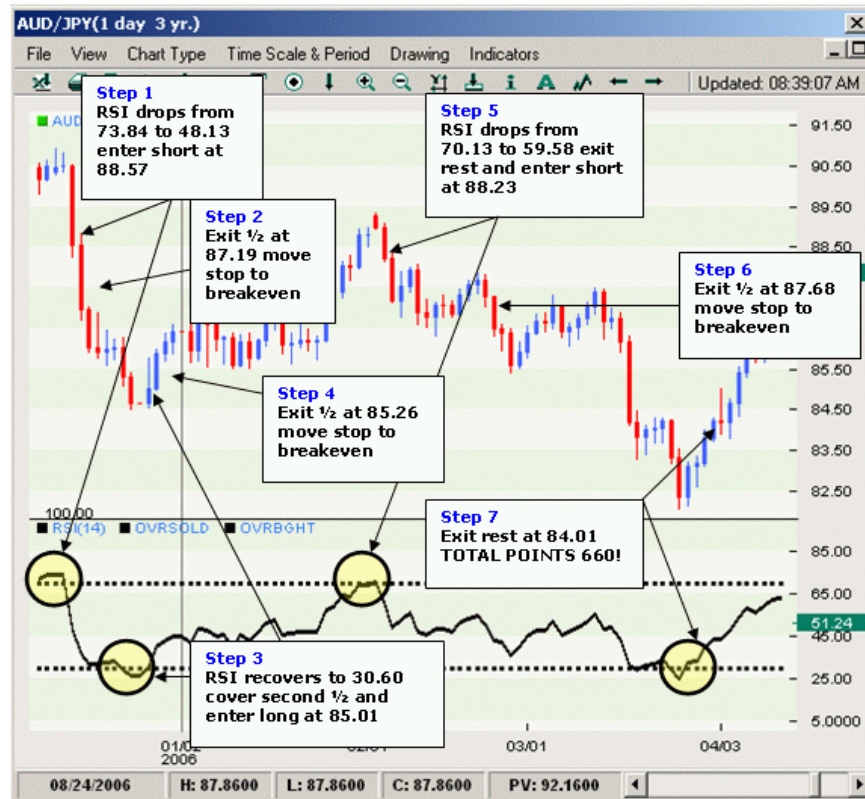 AUD/JPY(1 day 3 yr.)
File View Chart Type Time Scale & Period Drawing Indicators
Updated: 08:39:07 AM
Step 1
RSI drops from
73.84 to 48.13
enter short at
88.57
Step 5
RSI drops from
70.13 to 59.58 exit
rest and enter short
at 88.23
AUD
Step 2
Exit ½ at
87.19 move
stop to
breakeven
Step 6
Exit ½ at 87.68
move stop to
breakeven
Step 4
Exit ½ at 85.26
move stop to
breakeven
91.50
90.50
89.50
88.50
85.50
84.50
83.50
82.50
100.00
RSI(14) OVRSOLD OVRBGHT
Step 7
Exit rest at 84.01
TOTAL POINTS 660!
85.00
65.00
51.24
45.00
25.00
5.0000
Step 3
RSI recovers to 30.60
cover second ½ and
enter long at 85.01
01/02 02/01 03/01 04/03
2006
08/24/2006 H: 87.8600 L: 87.8600 C: 87.8600 PV: 92.1600